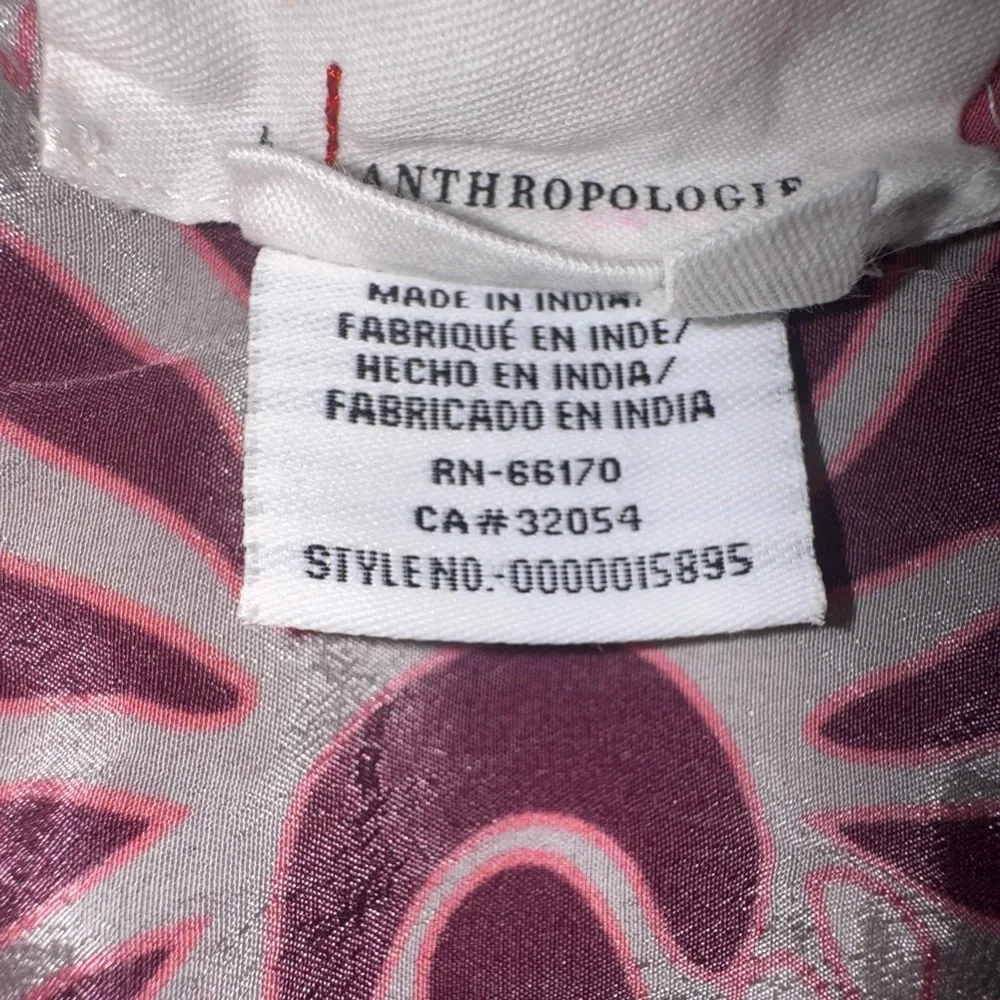 ANTHROPOLOGIE
MADE IN INDIA/
FABRIQUÉ EN INDE/
HECHO EN INDIA/
FABRICADO EN INDIA
RN-66170
CA#32054
STYLE NO.-0000015895